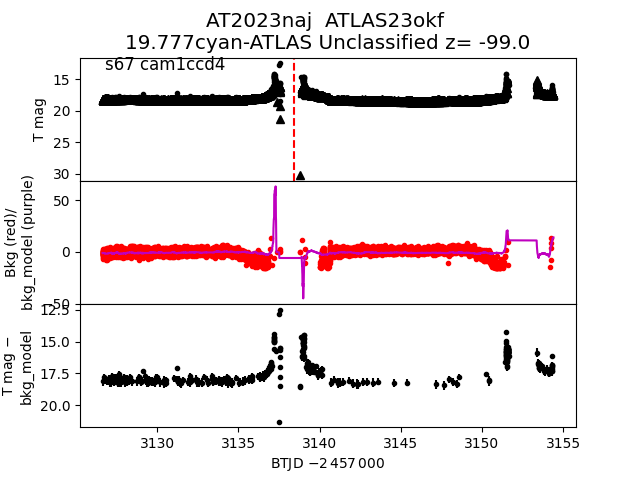 AT2023naj  ATLAS23okf
19.777cyan-ATLAS Unclassified z= -99.0
s67 cam1ccd4
15
20
25
30
T mag
50
0
−50
Bkg (red)/
bkg_model (purple)
12.5
15.0
17.5
20.0
T mag −
bkg_model
3130
3135
3140
3145
3150
3155
BTJD −2 457 000